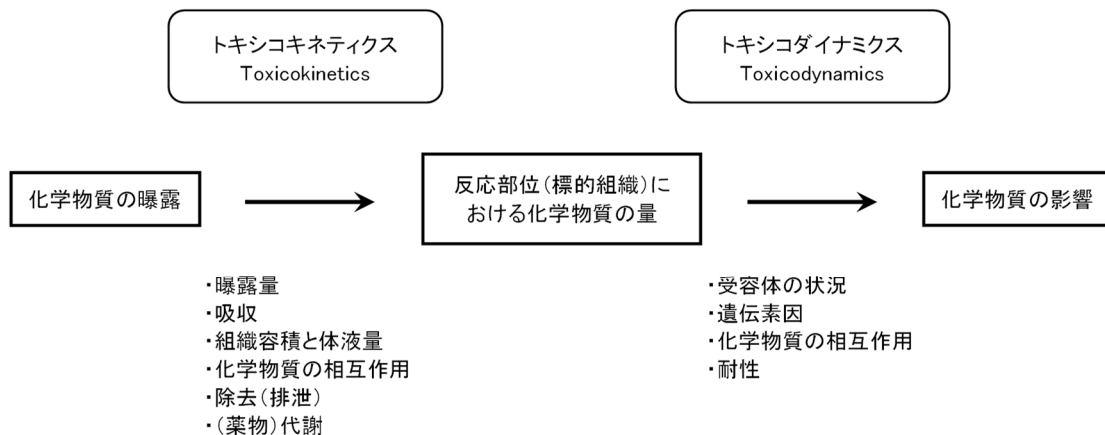 トキシコキネティクス
Toxicokinetics
トキシコダイナミクス
Toxicodynamics
化学物質の曝露
反応部位(標的組織)に
おける化学物質の量
化学物質の影響
・曝露量
・吸収
・組織容積と体液量
・化学物質の相互作用
・除去(排泄)
・(薬物)代謝
・受容体の状況
・遺伝素因
・化学物質の相互作用
・耐性